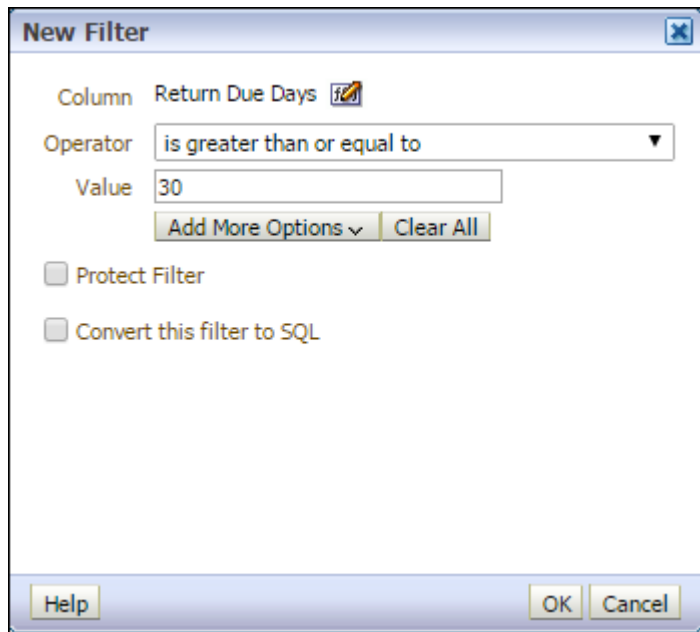 New Filter
Column Return Due Days
Operator is greater than or equal to
Value 30
Add More Options Clear All
Protect Filter
Convert this filter to SQL
Help OK Cancel